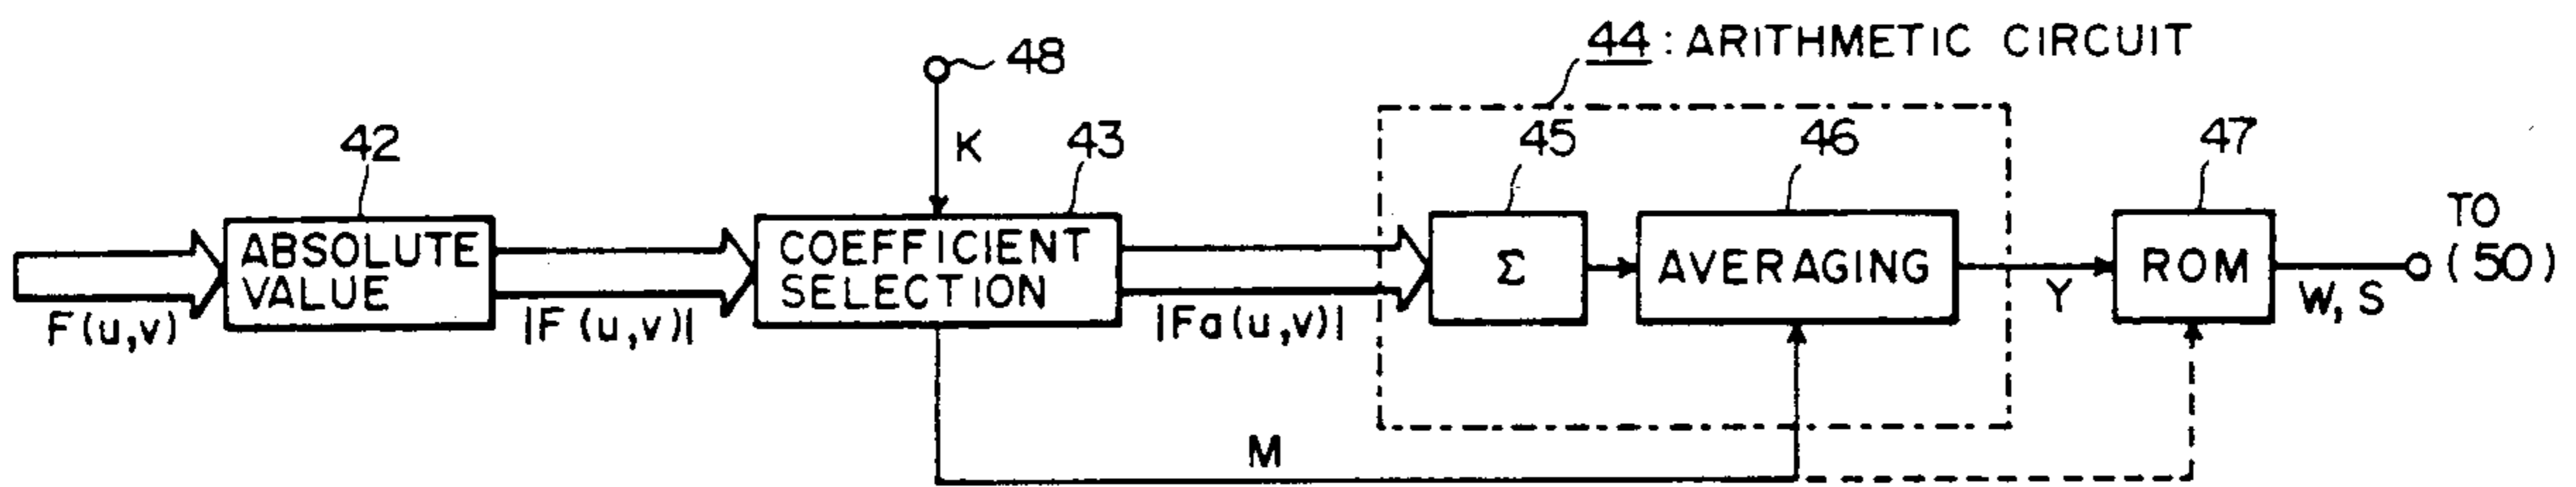 44 : ARITHMETIC CIRCUIT
48
42
K
43
45
46
47
TO
(50)
ABSOLUTE
VALUE
COEFFICIENT
SELECTION
Σ
AVERAGING
ROM
F(u,v)
|F(u,v)|
|Fa(u,v)|
Y
W, S
M